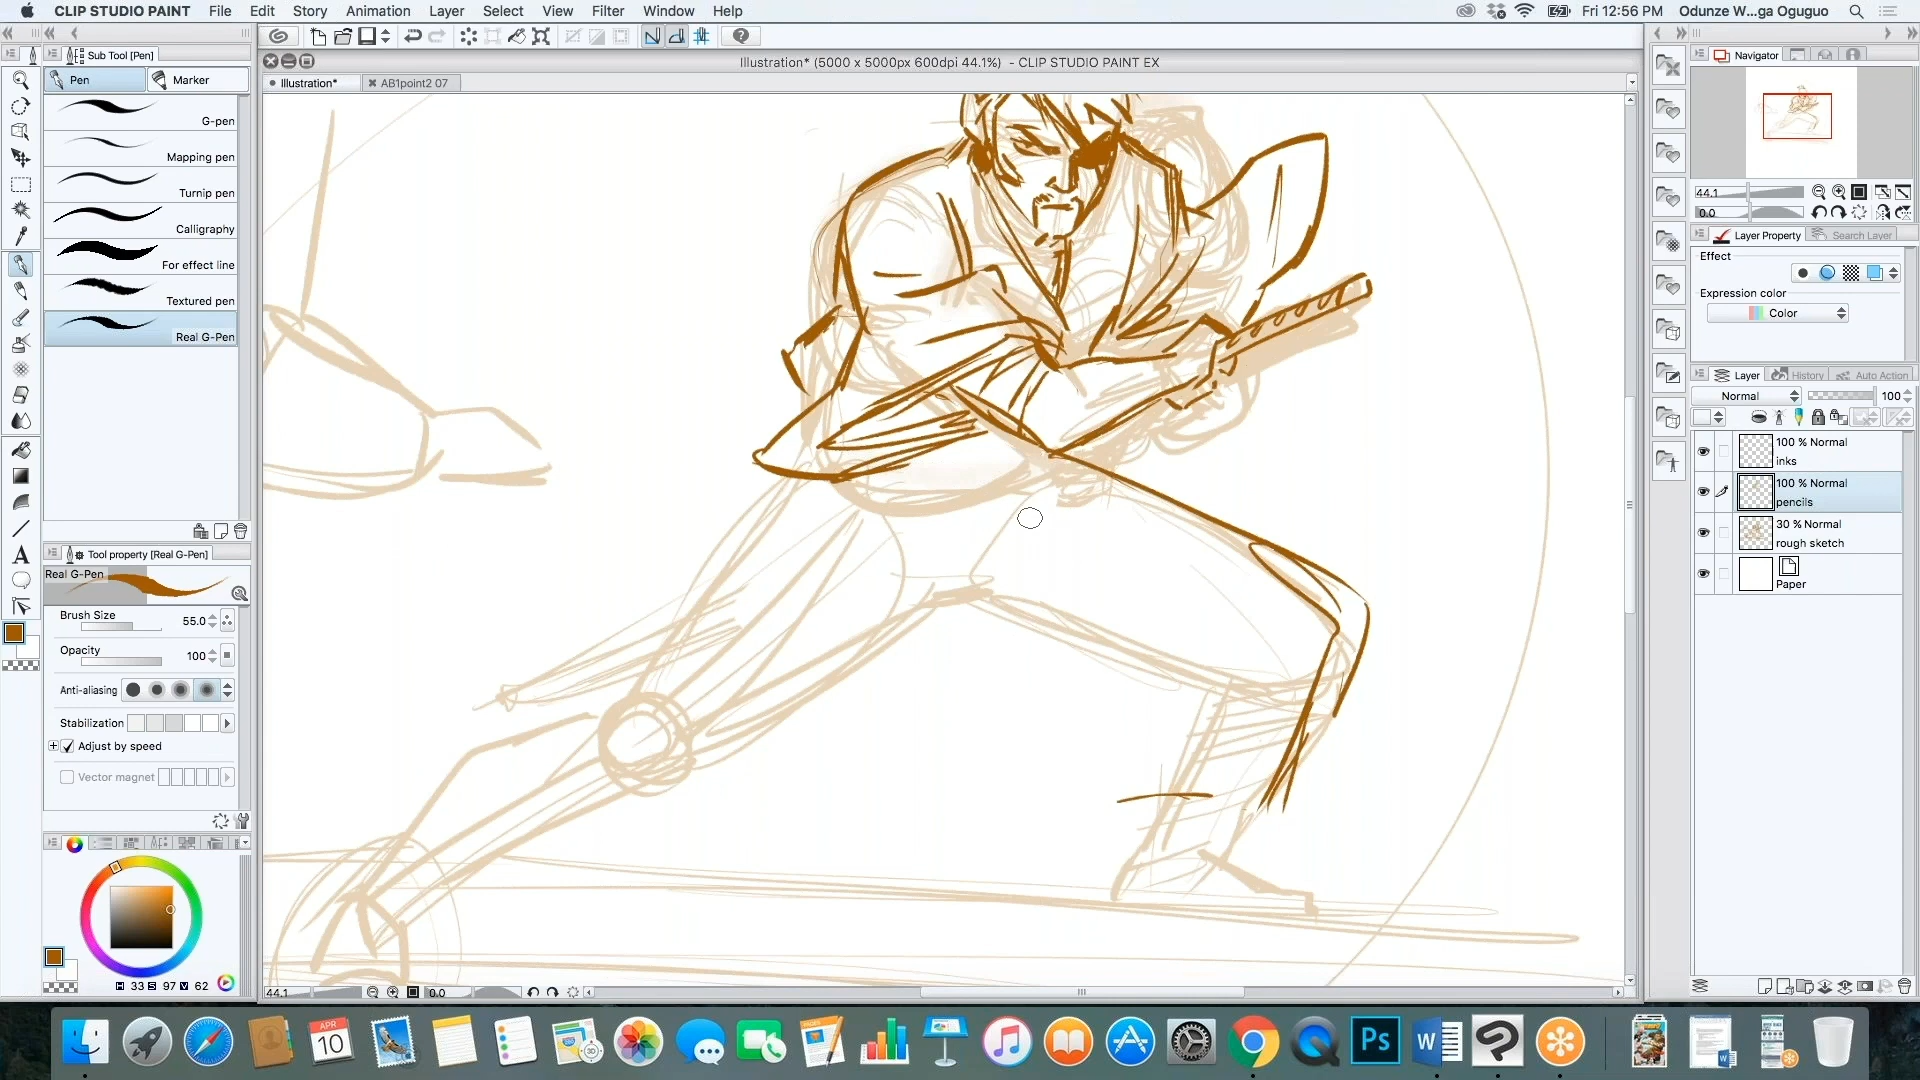 CLIP STUDIO PAINT File Edit Story Animation Layer Select View Filter Window Help Fri 12:56 PM Odunze W...ga Oguguo
Illustration* (5000 x 5000px 600dpi 44.1%) - CLIP STUDIO PAINT EX
Illustration* AB1point2 07
Sub Tool [Pen]
Pen Marker
G-pen
Mapping pen
Turnip pen
Calligraphy
For effect line
Textured pen
Real G-Pen
Tool property [Real G-Pen]
Real G-Pen
Brush Size 55.0
Opacity 100
Anti-aliasing
Stabilization
Adjust by speed
Vector magnet
H 33 S 97 V 62
44.1 0.0
Navigator
44.1
0.0
Layer Property Search Layer
Effect
Expression color
Color
Layer History Auto Action
Normal 100
100 % Normal
inks
100 % Normal
pencils
30 % Normal
rough sketch
Paper
APR
10
PAGES
Ps
W